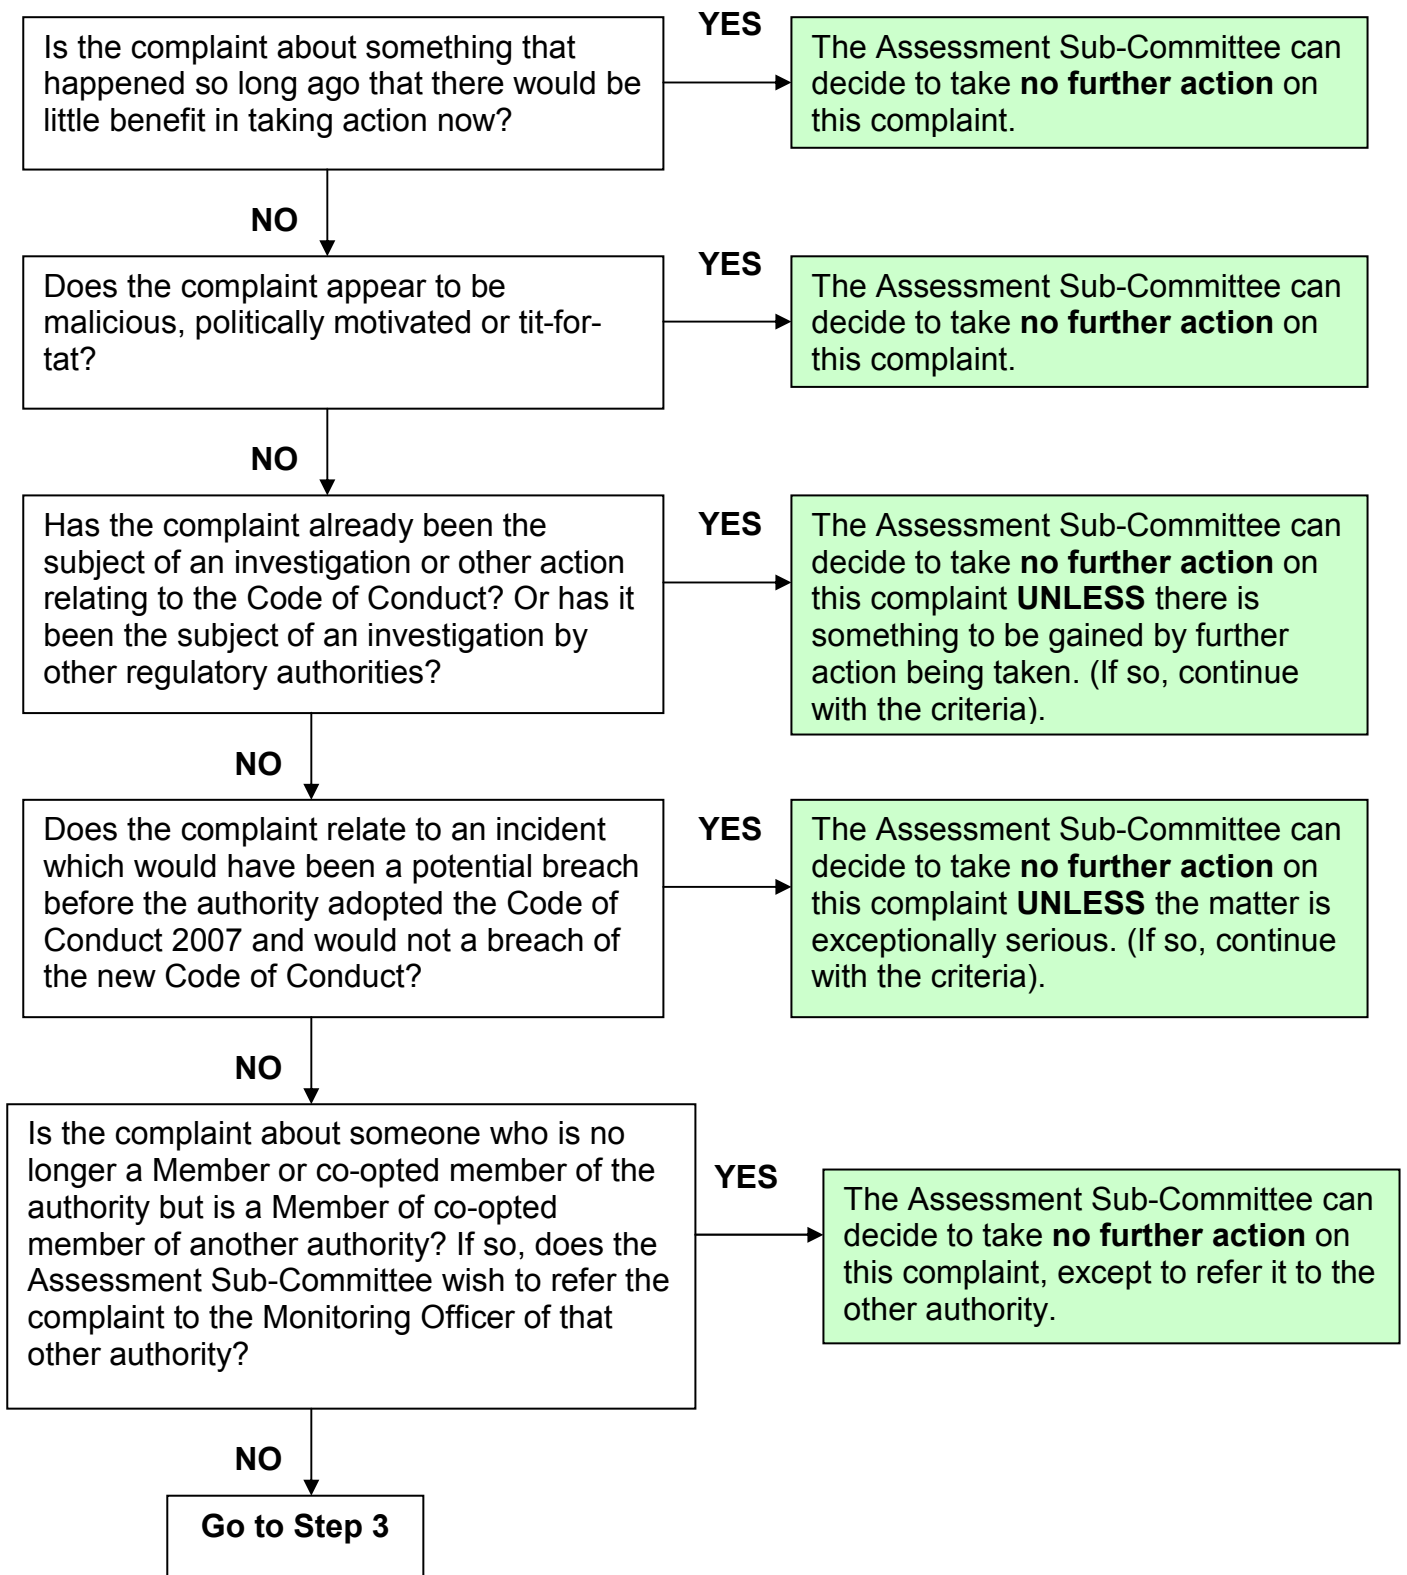 Is the complaint about something that
happened so long ago that there would be
little benefit in taking action now?
YES
The Assessment Sub-Committee can
decide to take no further action on
this complaint.
NO
Does the complaint appear to be
malicious, politically motivated or tit-for-
tat?
YES
The Assessment Sub-Committee can
decide to take no further action on
this complaint.
NO
Has the complaint already been the
subject of an investigation or other action
relating to the Code of Conduct? Or has it
been the subject of an investigation by
other regulatory authorities?
YES
The Assessment Sub-Committee can
decide to take no further action on
this complaint UNLESS there is
something to be gained by further
action being taken. (If so, continue
with the criteria).
NO
Does the complaint relate to an incident
which would have been a potential breach
before the authority adopted the Code of
Conduct 2007 and would not a breach of
the new Code of Conduct?
YES
The Assessment Sub-Committee can
decide to take no further action on
this complaint UNLESS the matter is
exceptionally serious. (If so, continue
with the criteria).
NO
Is the complaint about someone who is no
longer a Member or co-opted member of the
authority but is a Member of co-opted
member of another authority? If so, does the
Assessment Sub-Committee wish to refer the
complaint to the Monitoring Officer of that
other authority?
YES
The Assessment Sub-Committee can
decide to take no further action on
this complaint, except to refer it to the
other authority.
NO
Go to Step 3